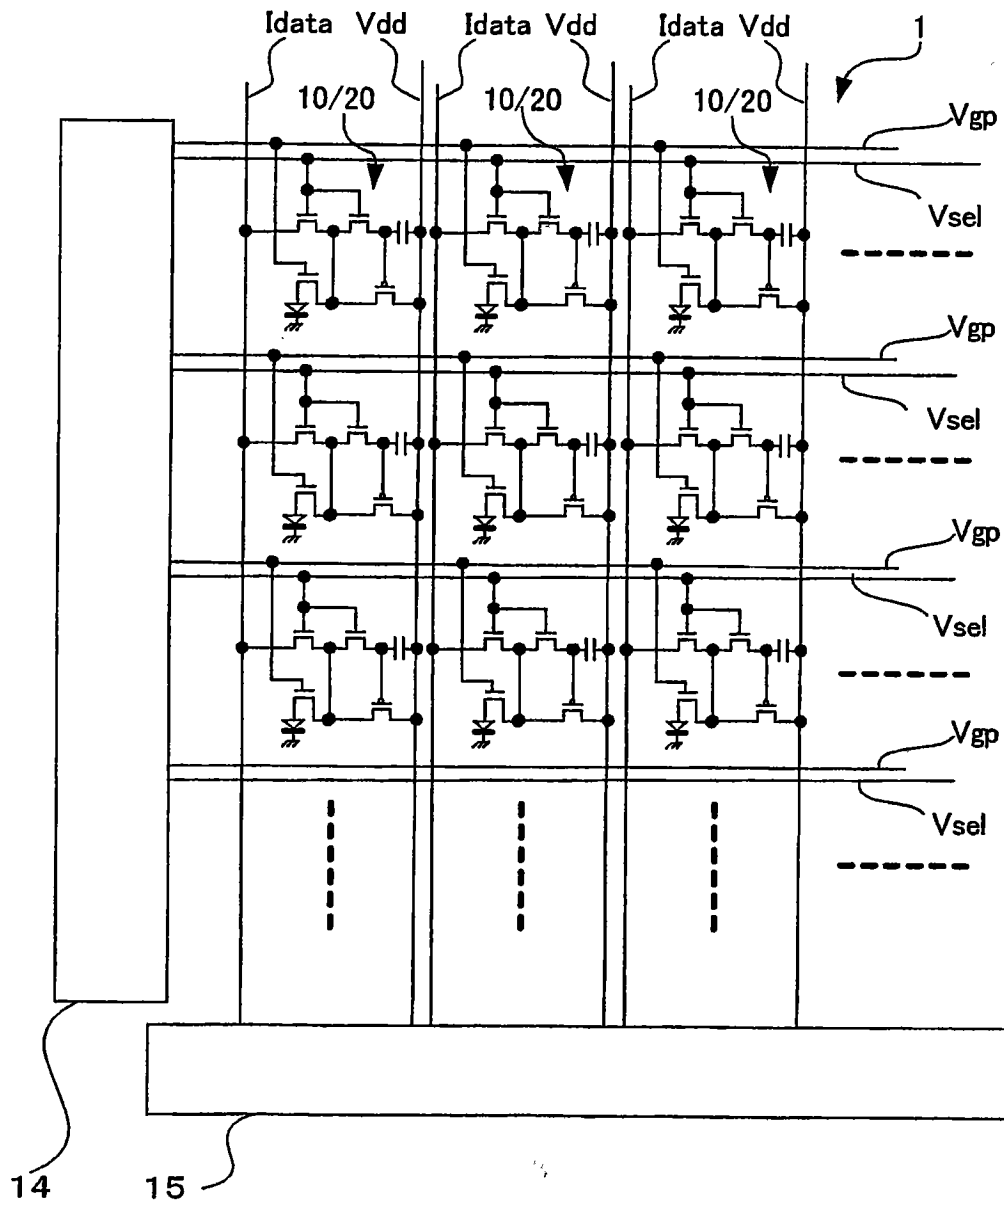 Idata Vdd Idata Vdd Idata Vdd 1
10/20 10/20 10/20
Vgp
Vsel
Vgp
Vsel
Vgp
Vsel
Vgp
Vsel
14 15